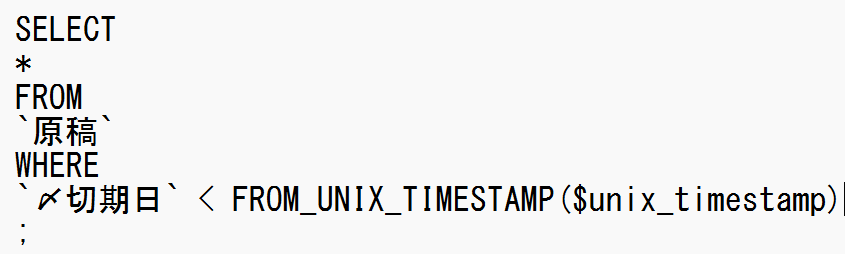 SELECT
*
FROM
`原稿`
WHERE
`〆切期日` < FROM_UNIX_TIMESTAMP($unix_timestamp)
;